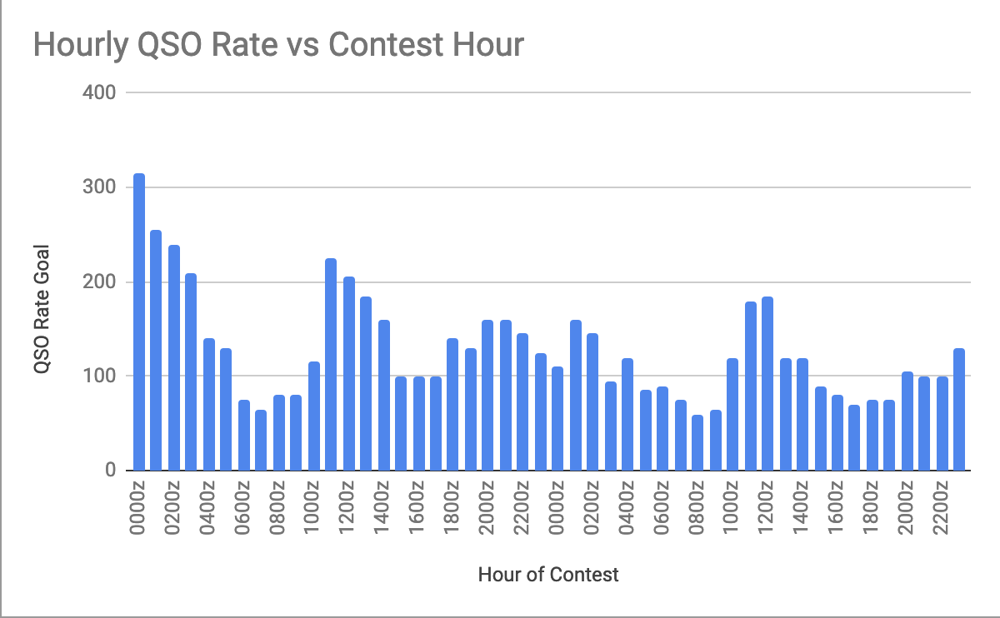 Hourly QSO Rate vs Contest Hour
400
300
200
100
0
QSO Rate Goal
0000z
0200z
0400z
0600z
0800z
1000z
1200z
1400z
1600z
1800z
2000z
2200z
0000z
0200z
0400z
0600z
0800z
1000z
1200z
1400z
1600z
1800z
2000z
2200z
Hour of Contest